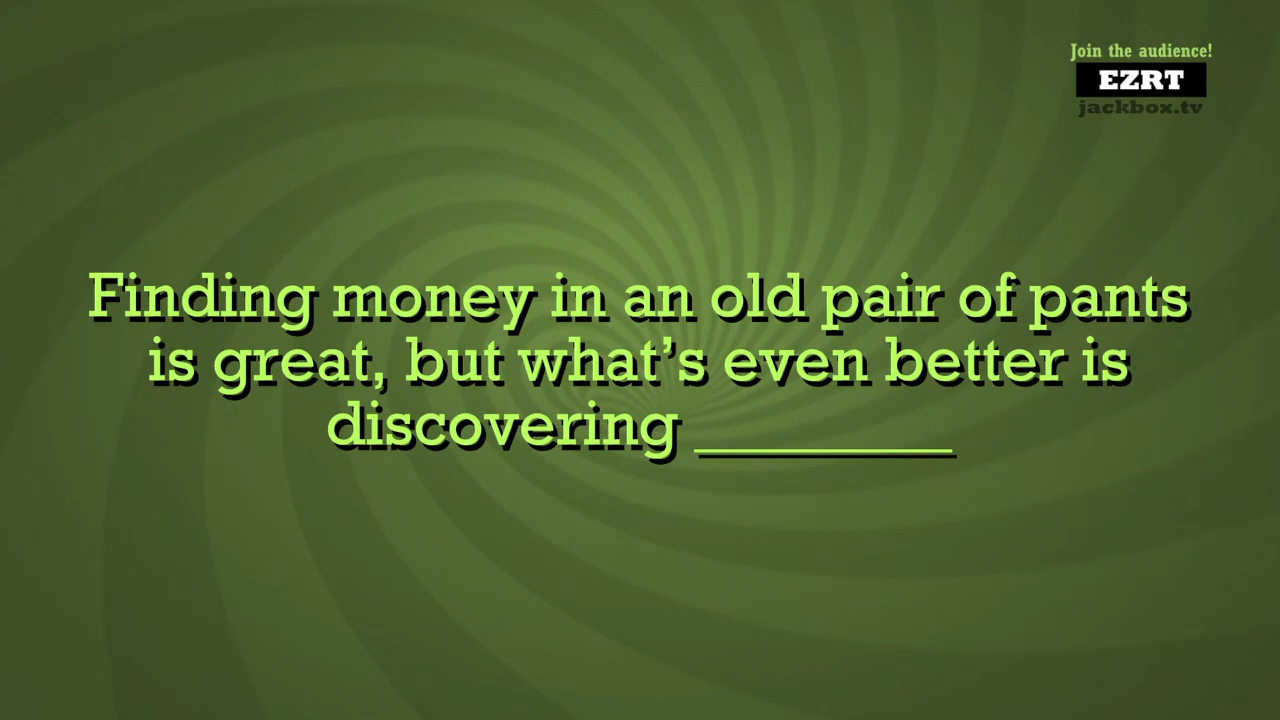 Join the audience!
EZRT
jackbox.tv
Finding money in an old pair of pants
is great, but what’s even better is
discovering _________